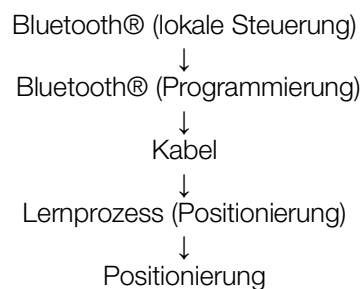 Bluetooth® (lokale Steuerung)
↓
Bluetooth® (Programmierung)
↓
Kabel
↓
Lernprozess (Positionierung)
↓
Positionierung